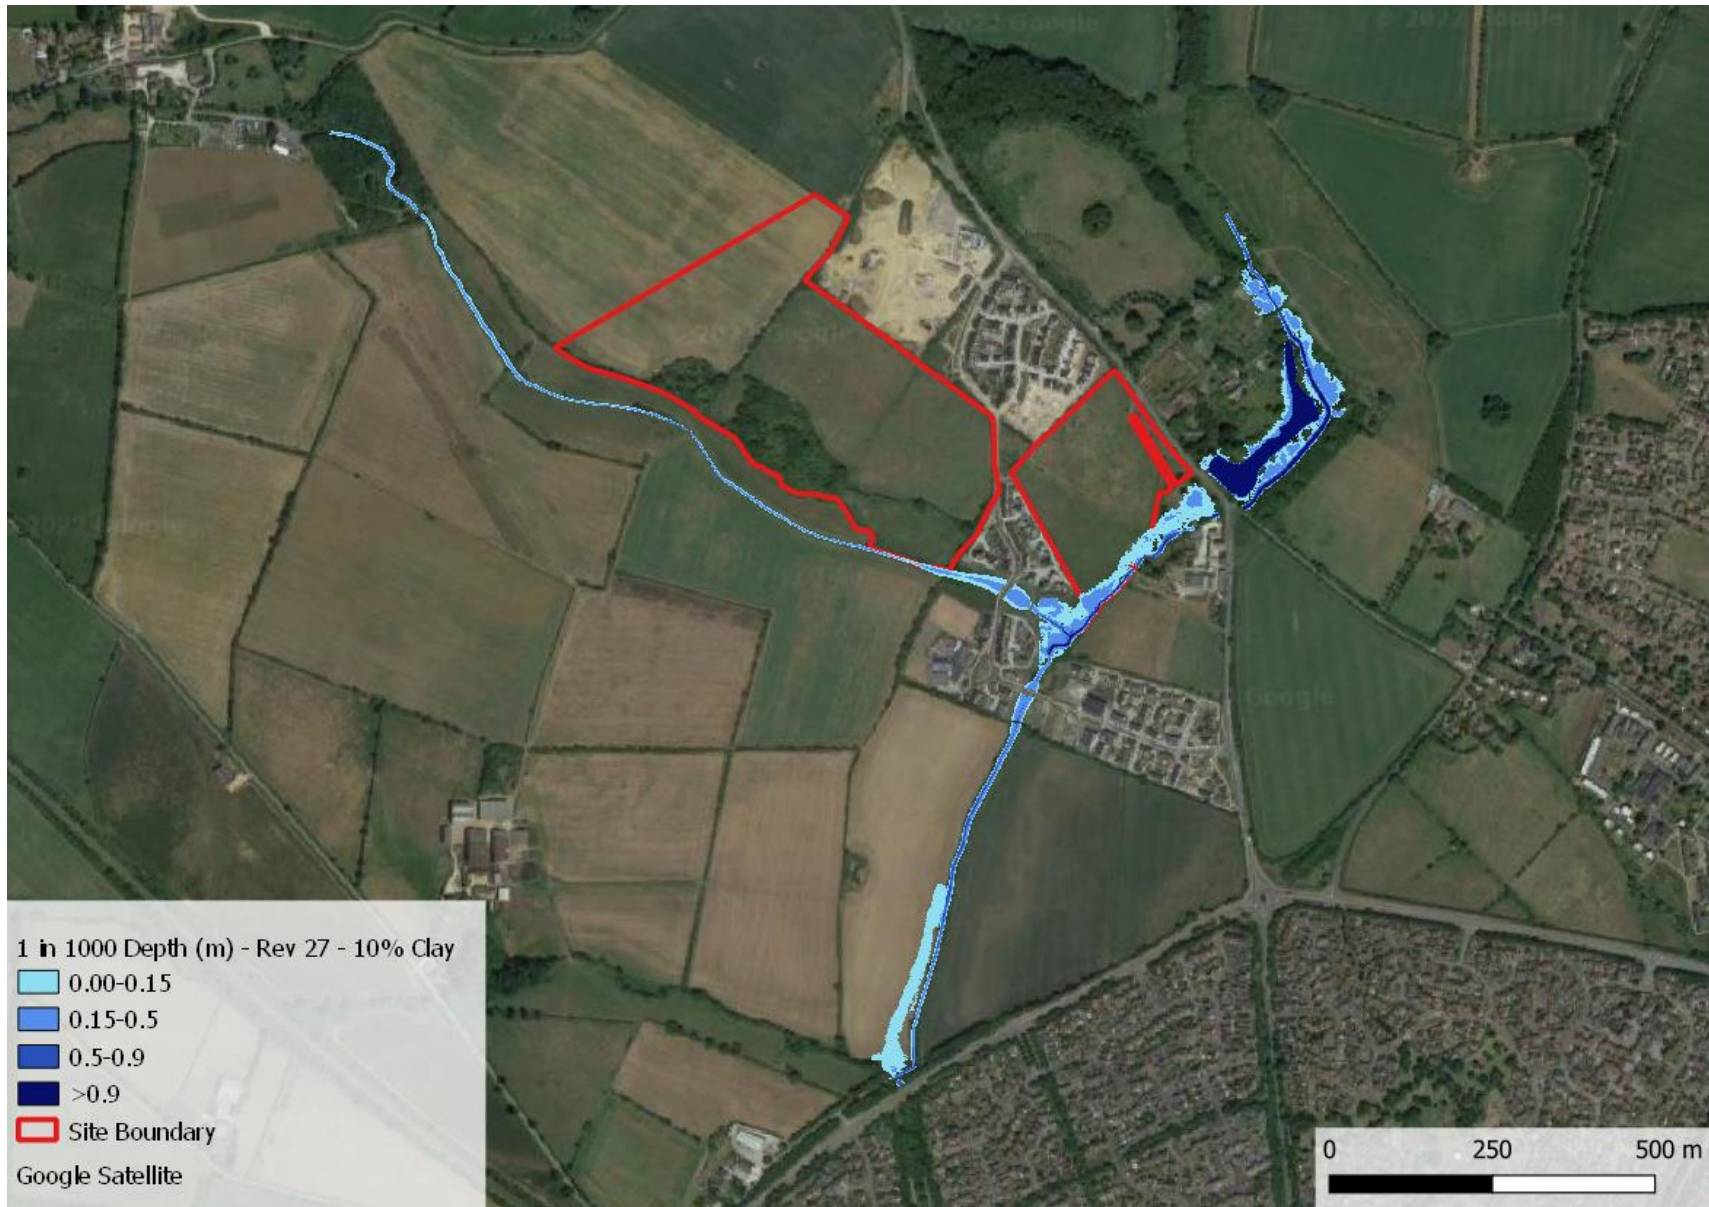 1 in 1000 Depth (m) - Rev 27 - 10% Clay
0.00-0.15
0.15-0.5
0.5-0.9
>0.9
Site Boundary
Google Satellite
0 250 500 m
Google